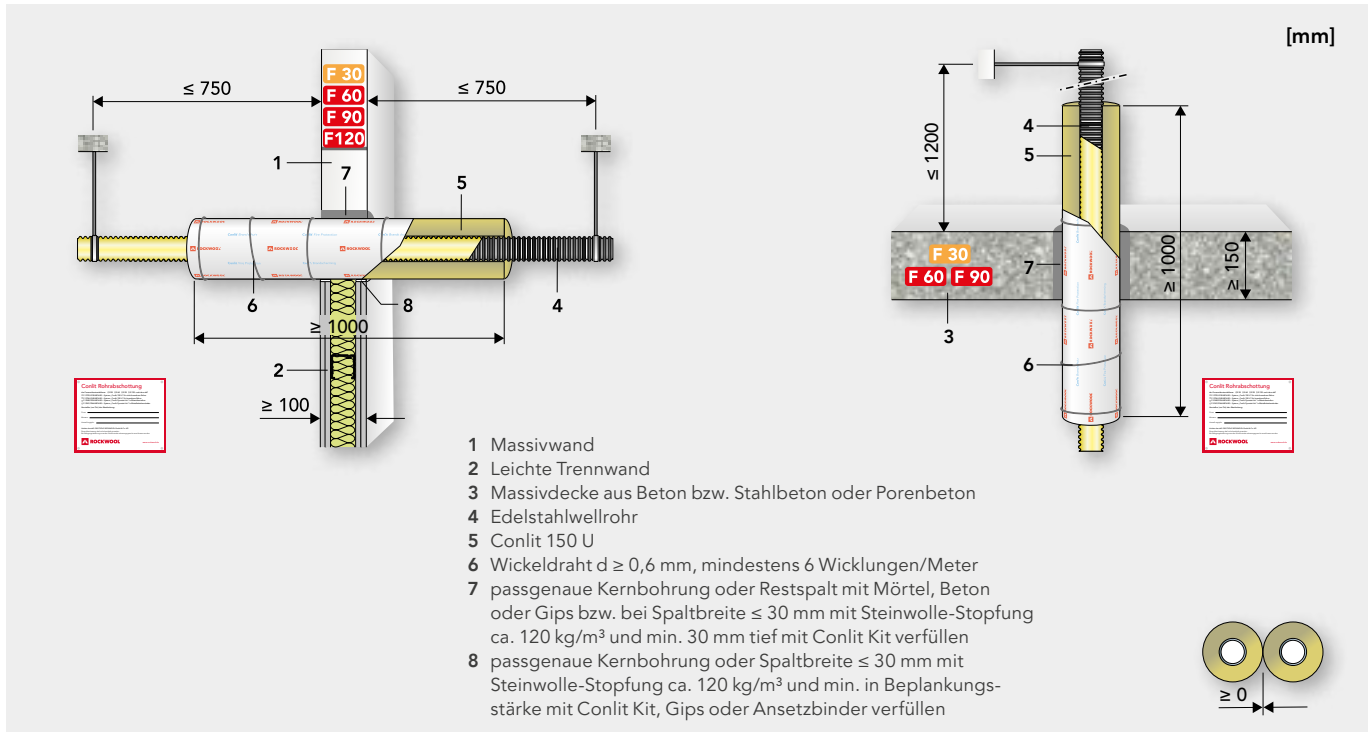 [mm]
F 30
F 60
F 90
F120
≤ 750
≤ 750
1
7
5
6
8
4
≥ 1000
2
≥ 100
ROCKWOOL
ROCKWOOL
ROCKWOOL
Conlit Rohrabschottung
ROCKWOOL
4
5
≤ 1200
F 30
F 60 F 90
7
≥ 1000
≥ 150
3
6
Conlit Rohrabschottung
ROCKWOOL
1 Massivwand
2 Leichte Trennwand
3 Massivdecke aus Beton bzw. Stahlbeton oder Porenbeton
4 Edelstahlwellrohr
5 Conlit 150 U
6 Wickeldraht d ≥ 0,6 mm, mindestens 6 Wicklungen/Meter
7 passgenaue Kernbohrung oder Restspalt mit Mörtel, Beton
oder Gips bzw. bei Spaltbreite ≤ 30 mm mit Steinwolle-Stopfung
ca. 120 kg/m³ und min. 30 mm tief mit Conlit Kit verfüllen
8 passgenaue Kernbohrung oder Spaltbreite ≤ 30 mm mit
Steinwolle-Stopfung ca. 120 kg/m³ und min. in Beplankungs-
stärke mit Conlit Kit, Gips oder Ansetzbinder verfüllen
≥ 0